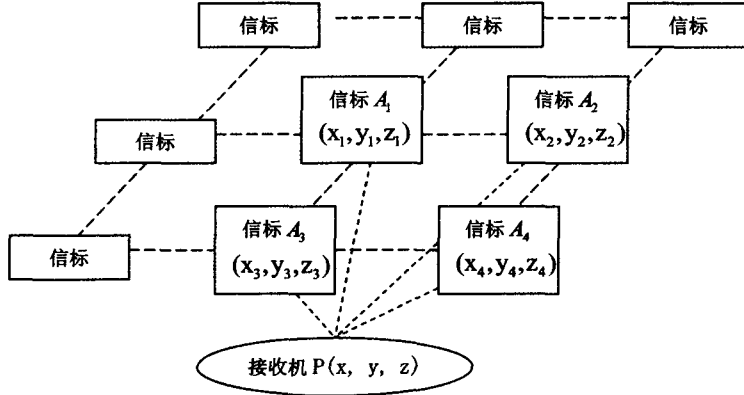 信标
信标
信标
信标 A₁
(x₁,y₁,z₁)
信标 A₂
(x₂,y₂,z₂)
信标
信标 A₃
(x₃,y₃,z₃)
信标 A₄
(x₄,y₄,z₄)
信标
接收机 P(x, y, z)